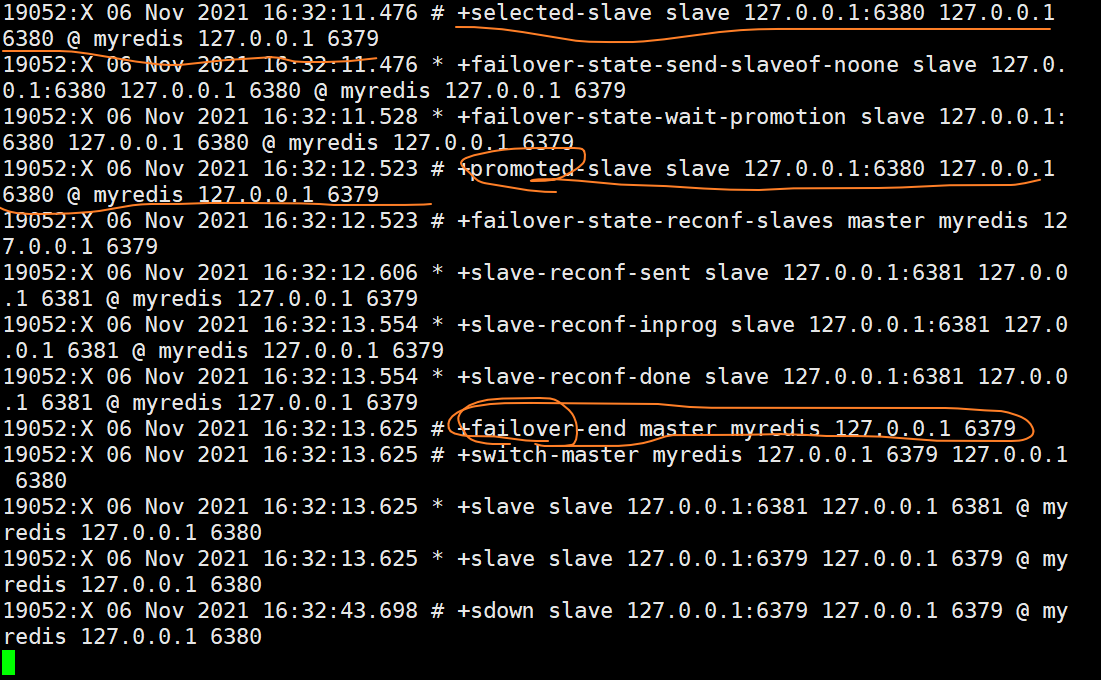 19052:X 06 Nov 2021 16:32:11.476 # +selected-slave slave 127.0.0.1:6380 127.0.0.1
6380 @ myredis 127.0.0.1 6379
19052:X 06 Nov 2021 16:32:11.476 * +failover-state-send-slaveof-noone slave 127.0.
0.1:6380 127.0.0.1 6380 @ myredis 127.0.0.1 6379
19052:X 06 Nov 2021 16:32:11.528 * +failover-state-wait-promotion slave 127.0.0.1:
6380 127.0.0.1 6380 @ myredis 127.0.0.1 6379
19052:X 06 Nov 2021 16:32:12.523 # +promoted-slave slave 127.0.0.1:6380 127.0.0.1
6380 @ myredis 127.0.0.1 6379
19052:X 06 Nov 2021 16:32:12.523 # +failover-state-reconf-slaves master myredis 12
7.0.0.1 6379
19052:X 06 Nov 2021 16:32:12.606 * +slave-reconf-sent slave 127.0.0.1:6381 127.0.0
.1 6381 @ myredis 127.0.0.1 6379
19052:X 06 Nov 2021 16:32:13.554 * +slave-reconf-inprog slave 127.0.0.1:6381 127.0
.0.1 6381 @ myredis 127.0.0.1 6379
19052:X 06 Nov 2021 16:32:13.554 * +slave-reconf-done slave 127.0.0.1:6381 127.0.0
.1 6381 @ myredis 127.0.0.1 6379
19052:X 06 Nov 2021 16:32:13.625 # +failover-end master myredis 127.0.0.1 6379
19052:X 06 Nov 2021 16:32:13.625 # +switch-master myredis 127.0.0.1 6379 127.0.0.1
6380
19052:X 06 Nov 2021 16:32:13.625 * +slave slave 127.0.0.1:6381 127.0.0.1 6381 @ my
redis 127.0.0.1 6380
19052:X 06 Nov 2021 16:32:13.625 * +slave slave 127.0.0.1:6379 127.0.0.1 6379 @ my
redis 127.0.0.1 6380
19052:X 06 Nov 2021 16:32:43.698 # +sdown slave 127.0.0.1:6379 127.0.0.1 6379 @ my
redis 127.0.0.1 6380